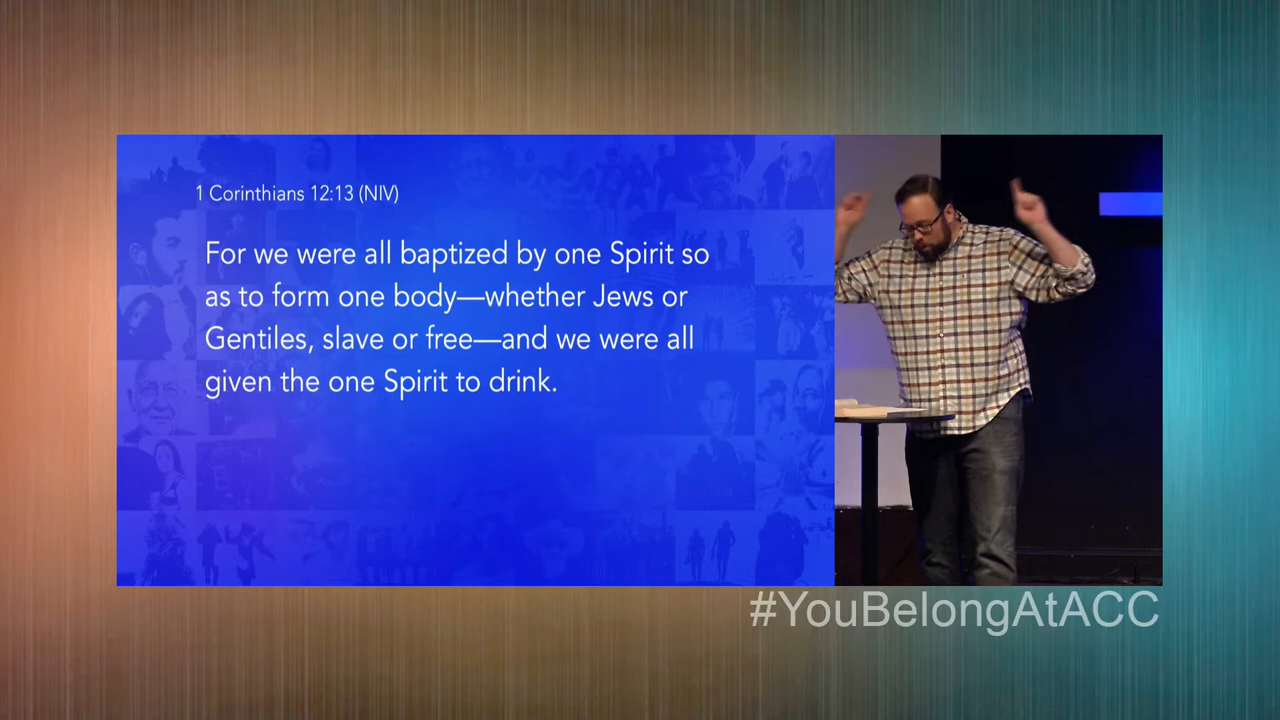 1 Corinthians 12:13 (NIV)
For we were all baptized by one Spirit so
as to form one body—whether Jews or
Gentiles, slave or free—and we were all
given the one Spirit to drink.
#YouBelongAtACC